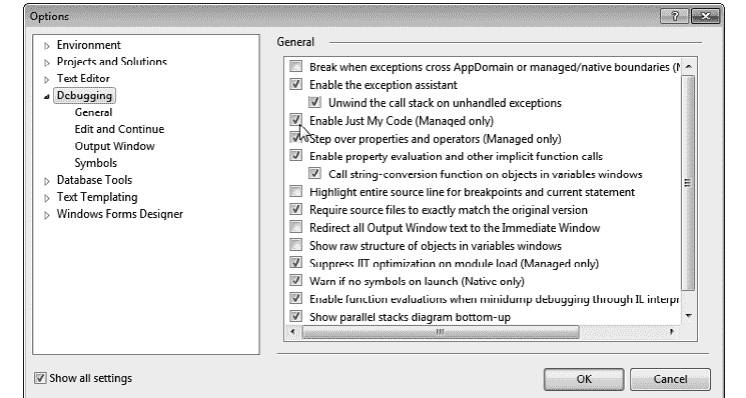 Options
Environment
Projects and Solutions
Text Editor
Debugging
General
Edit and Continue
Output Window
Symbols
Database Tools
Text Templating
Windows Forms Designer
General
Break when exceptions cross AppDomain or managed/native boundaries (
Enable the exception assistant
Unwind the call stack on unhandled exceptions
Enable Just My Code (Managed only)
Step over properties and operators (Managed only)
Enable property evaluation and other implicit function calls
Call string-conversion function on objects in variables windows
Highlight entire source line for breakpoints and current statement
Require source files to exactly match the original version
Redirect all Output Window text to the Immediate Window
Show raw structure of objects in variables windows
Suppress JIT optimization on module load (Managed only)
Warn if no symbols on launch (Native only)
Enable function evaluations when minidump debugging through IL interpr
Show parallel stacks diagram bottom-up
Show all settings
OK
Cancel